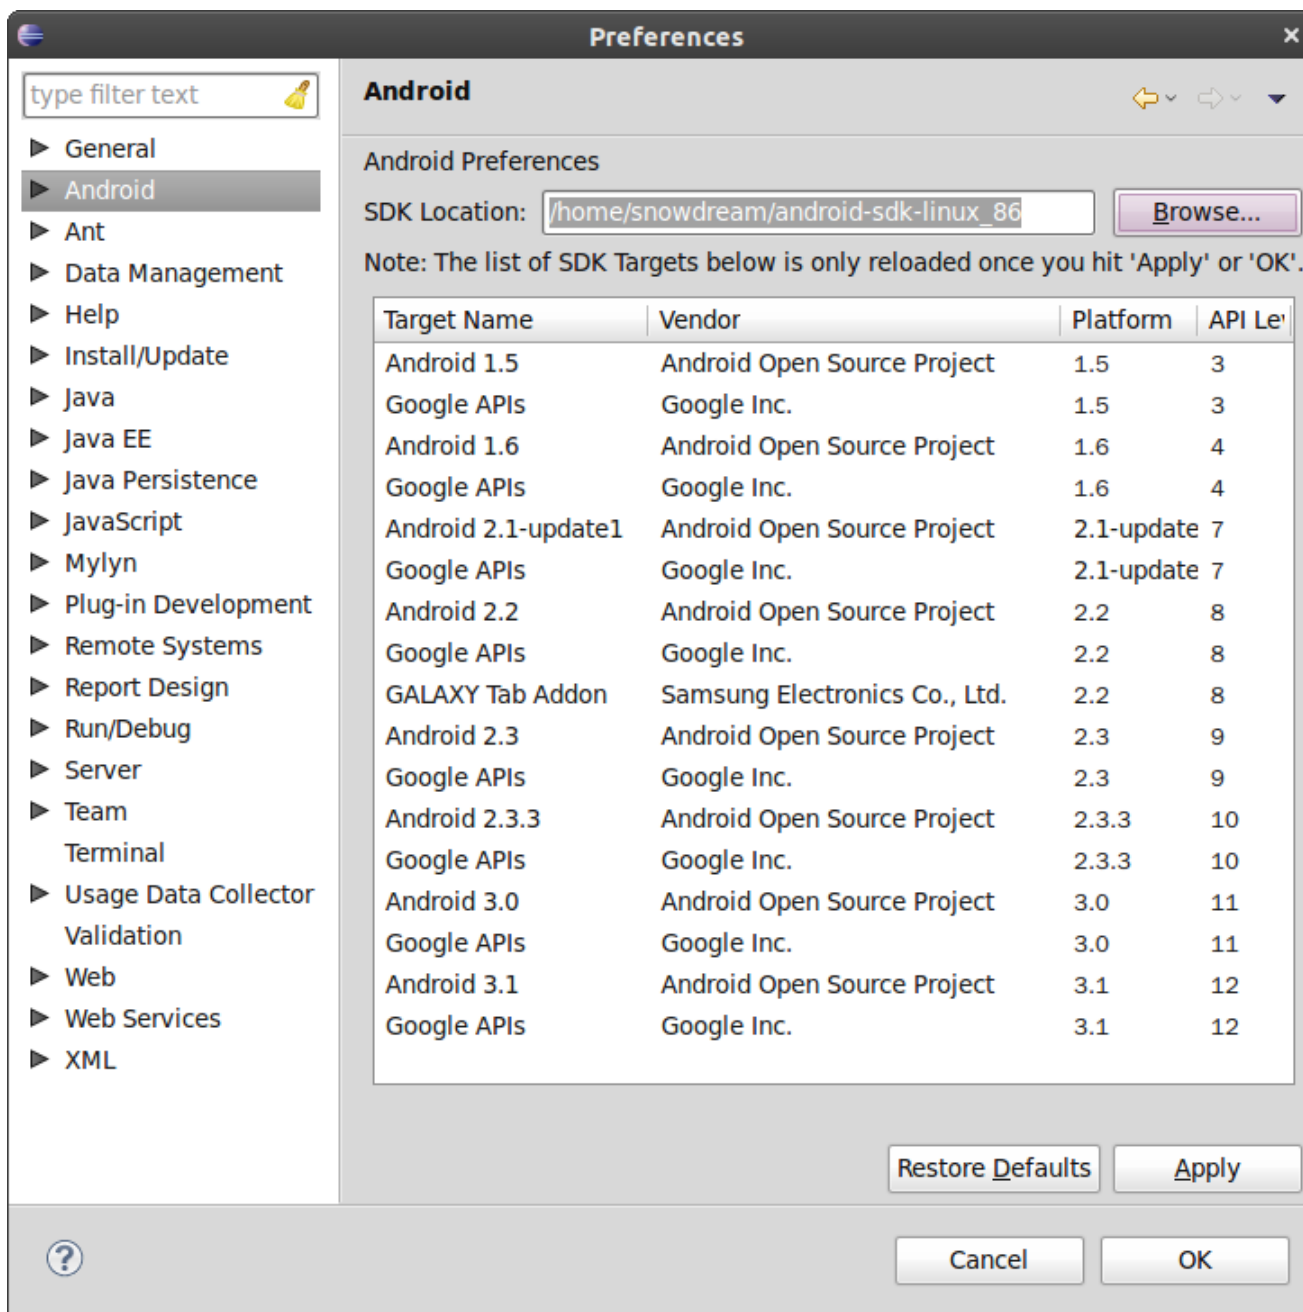 Preferences
type filter text
General
Android
Ant
Data Management
Help
Install/Update
Java
Java EE
Java Persistence
JavaScript
Mylyn
Plug-in Development
Remote Systems
Report Design
Run/Debug
Server
Team
Terminal
Usage Data Collector
Validation
Web
Web Services
XML
Android
Android Preferences
SDK Location: /home/snowdream/android-sdk-linux_86 Browse...
Note: The list of SDK Targets below is only reloaded once you hit 'Apply' or 'OK'.
Target Name Vendor Platform API Le
Android 1.5 Android Open Source Project 1.5 3
Google APIs Google Inc. 1.5 3
Android 1.6 Android Open Source Project 1.6 4
Google APIs Google Inc. 1.6 4
Android 2.1-update1 Android Open Source Project 2.1-update 7
Google APIs Google Inc. 2.1-update 7
Android 2.2 Android Open Source Project 2.2 8
Google APIs Google Inc. 2.2 8
GALAXY Tab Addon Samsung Electronics Co., Ltd. 2.2 8
Android 2.3 Android Open Source Project 2.3 9
Google APIs Google Inc. 2.3 9
Android 2.3.3 Android Open Source Project 2.3.3 10
Google APIs Google Inc. 2.3.3 10
Android 3.0 Android Open Source Project 3.0 11
Google APIs Google Inc. 3.0 11
Android 3.1 Android Open Source Project 3.1 12
Google APIs Google Inc. 3.1 12
Restore Defaults Apply
? Cancel OK